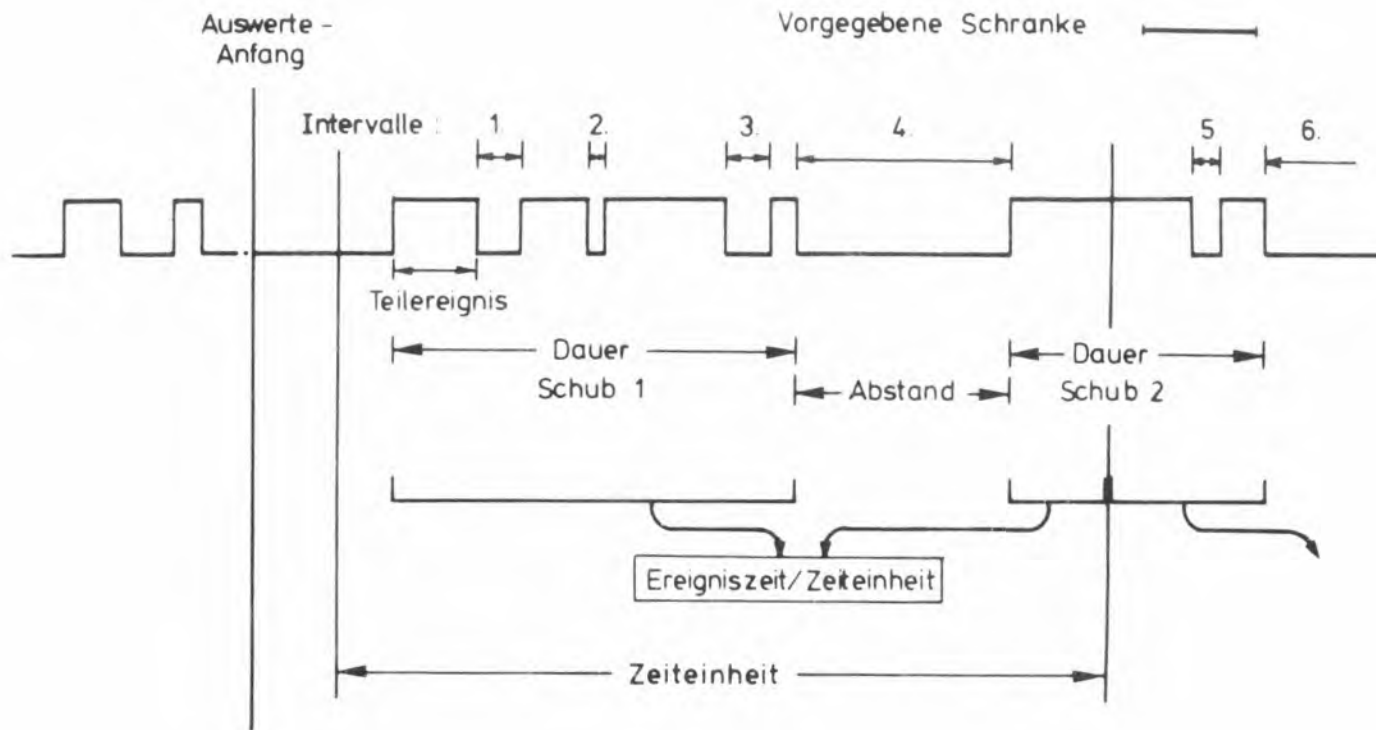 Auswerte-
Anfang
Vorgegebene Schranke
Intervalle : 1. 2. 3. 4. 5 6.
Teilereignis
Dauer
Schub 1
Abstand
Dauer
Schub 2
Ereigniszeit/Zeiteinheit
Zeiteinheit